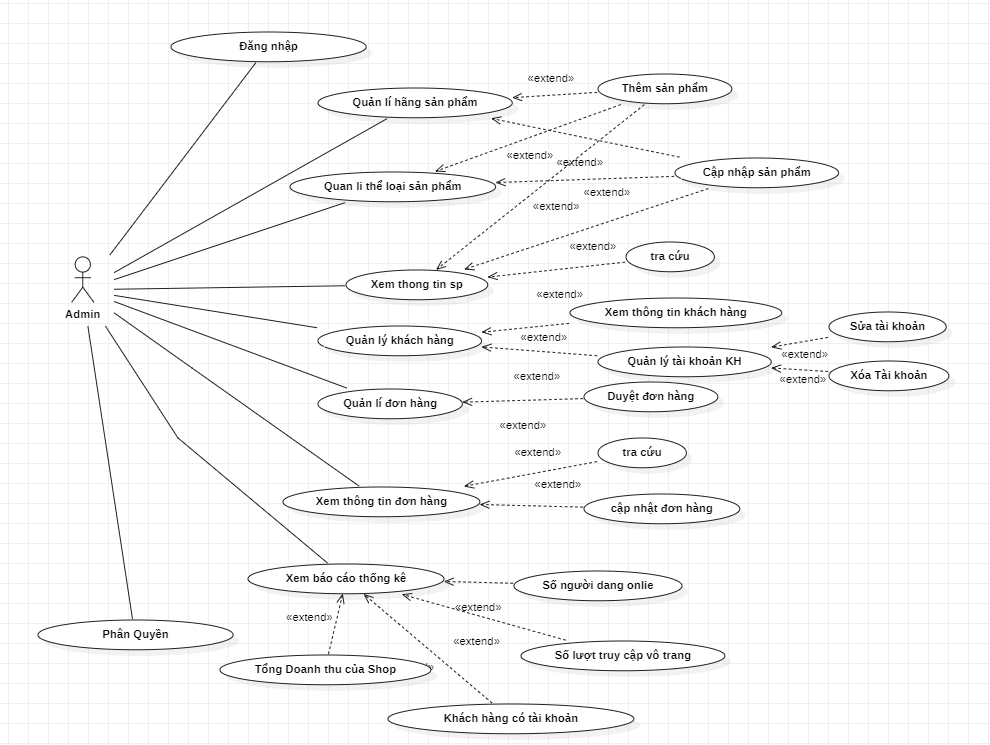 Đăng nhập
«extend»
Thêm sản phẩm
Quản lí hãng sản phẩm
«extend»
«extend»
Cập nhập sản phẩm
Quan li thể loại sản phẩm
«extend»
«extend»
«extend»
tra cứu
Xem thong tin sp
«extend»
Xem thông tin khách hàng
Admin
Sửa tài khoản
Quản lý khách hàng
«extend»
«extend»
Quản lý tài khoản KH
«extend»
«extend»
Xóa Tài khoản
Duyệt đơn hàng
Quản lí đơn hàng
«extend»
«extend»
tra cứu
«extend»
Xem thông tin đơn hàng
cập nhật đơn hàng
Xem báo cáo thống kê
Số người dang onlie
«extend»
«extend»
Phân Quyền
«extend»
Số lượt truy cập vô trang
Tổng Doanh thu của Shop
Khách hàng có tài khoản